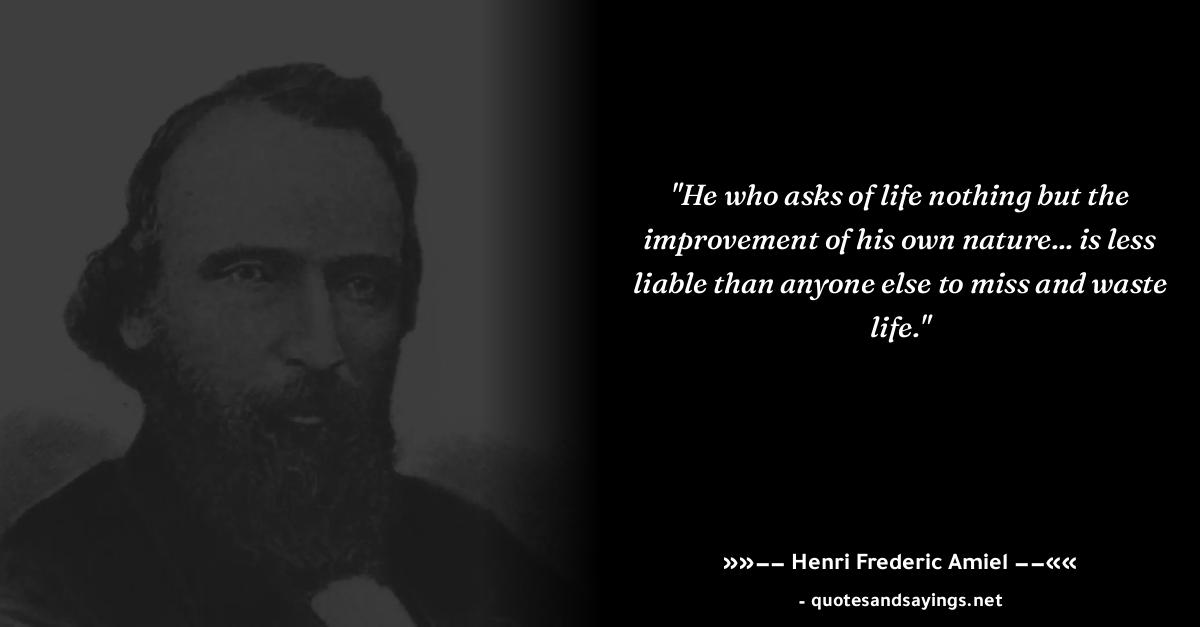 "He who asks of life nothing but the
improvement of his own nature... is less
liable than anyone else to miss and waste
life."
»»−− Henri Frederic Amiel −−««
- quotesandsayings.net